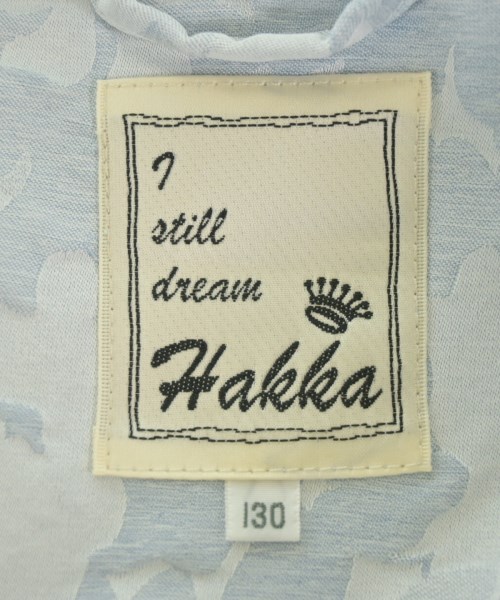 I
still
dream
Hakka
130